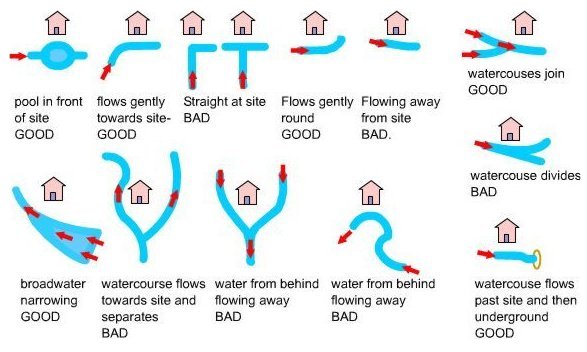 pool in front
of site
GOOD
flows gently
towards site-
GOOD
Straight at site
BAD
Flows gently
round
GOOD
Flowing away
from site
BAD.
watercouses join
GOOD
watercouse divides
BAD
broadwater
narrowing
GOOD
watercourse flows
towards site and
separates
BAD
water from behind
flowing away
BAD
water from behind
flowing away
BAD
watercouse flows
past site and then
underground
GOOD